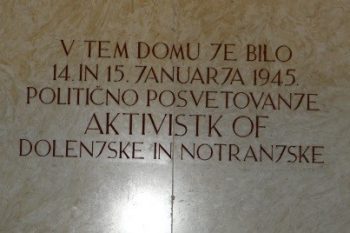 V TEM DOMU JE BILO
14. IN 15. JANUARJA 1945.
POLITIČNO POSVETOVANJE
AKTIVISTK OF
DOLENJSKE IN NOTRANJSKE